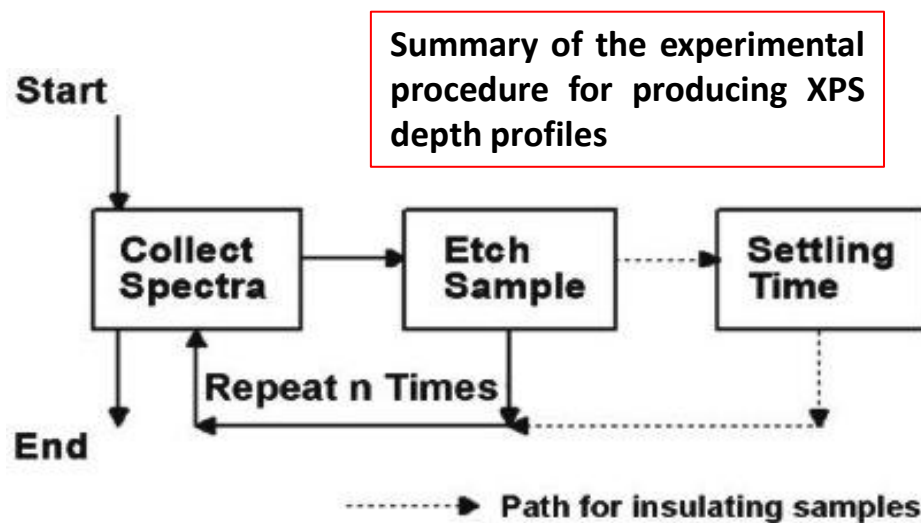 Summary of the experimental
procedure for producing XPS
depth profiles
Start
Collect
Spectra
Etch
Sample
Settling
Time
Repeat n Times
End
Path for insulating samples